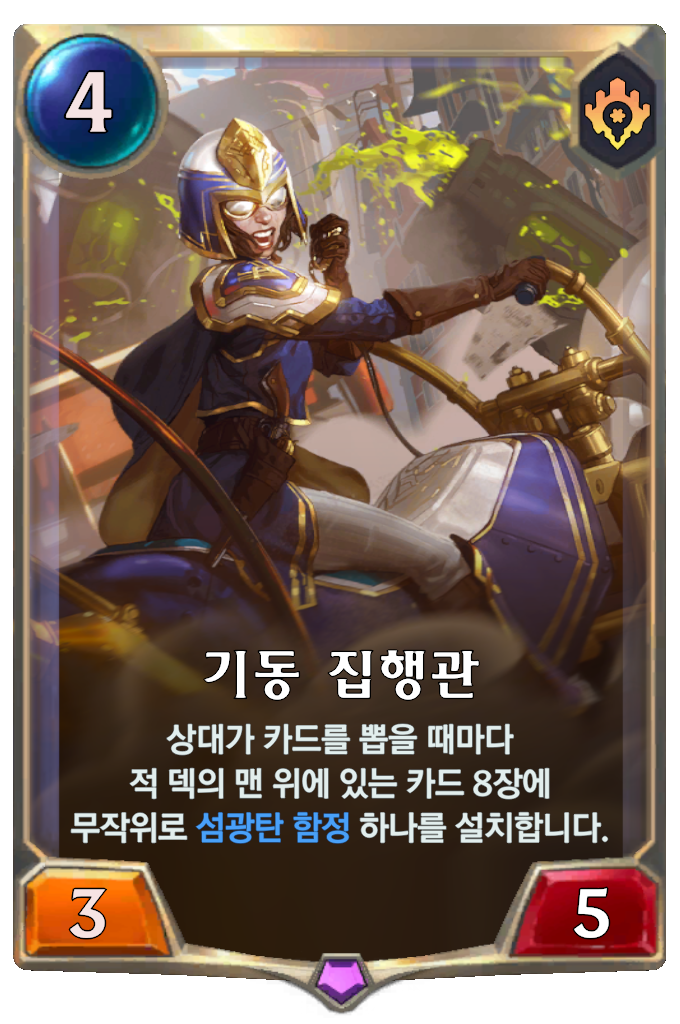 4
기동 집행관
상대가 카드를 뽑을 때마다
적 덱의 맨 위에 있는 카드 8장에
무작위로 섬광탄 함정 하나를 설치합니다.
3
5